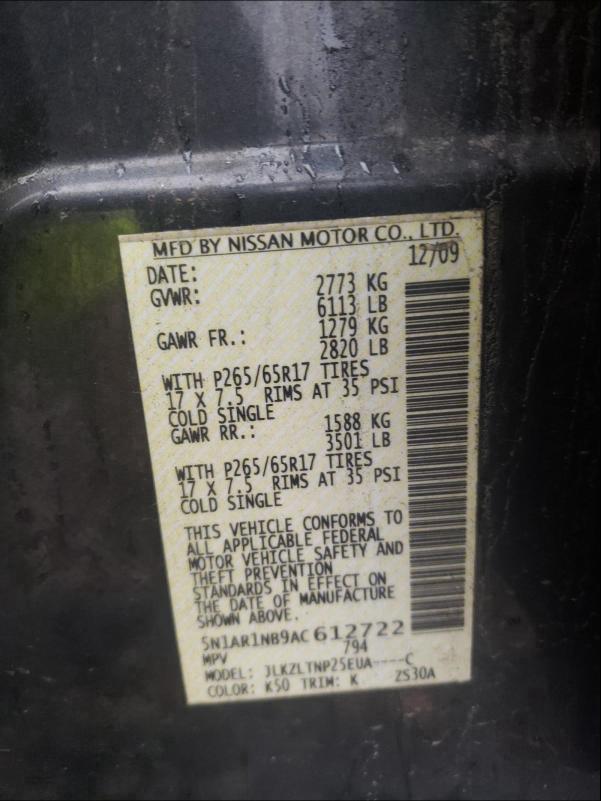 MFD BY NISSAN MOTOR CO., LTD.
DATE: 12/09
GVWR: 2773 KG
6113 LB
GAWR FR.: 1279 KG
2820 LB
WITH P265/65R17 TIRES
17 X 7.5 RIMS AT 35 PSI
COLD SINGLE
GAWR RR.: 1588 KG
3501 LB
WITH P265/65R17 TIRES
17 X 7.5 RIMS AT 35 PSI
COLD SINGLE
THIS VEHICLE CONFORMS TO
ALL APPLICABLE FEDERAL
MOTOR VEHICLE SAFETY AND
THEFT PREVENTION
STANDARDS IN EFFECT ON
THE DATE OF MANUFACTURE
SHOWN ABOVE.
5N1AR1NB9AC612722
MPV 794
MODEL: JLKZLTNP25EUA----C
COLOR: K50 TRIM: K ZS30A